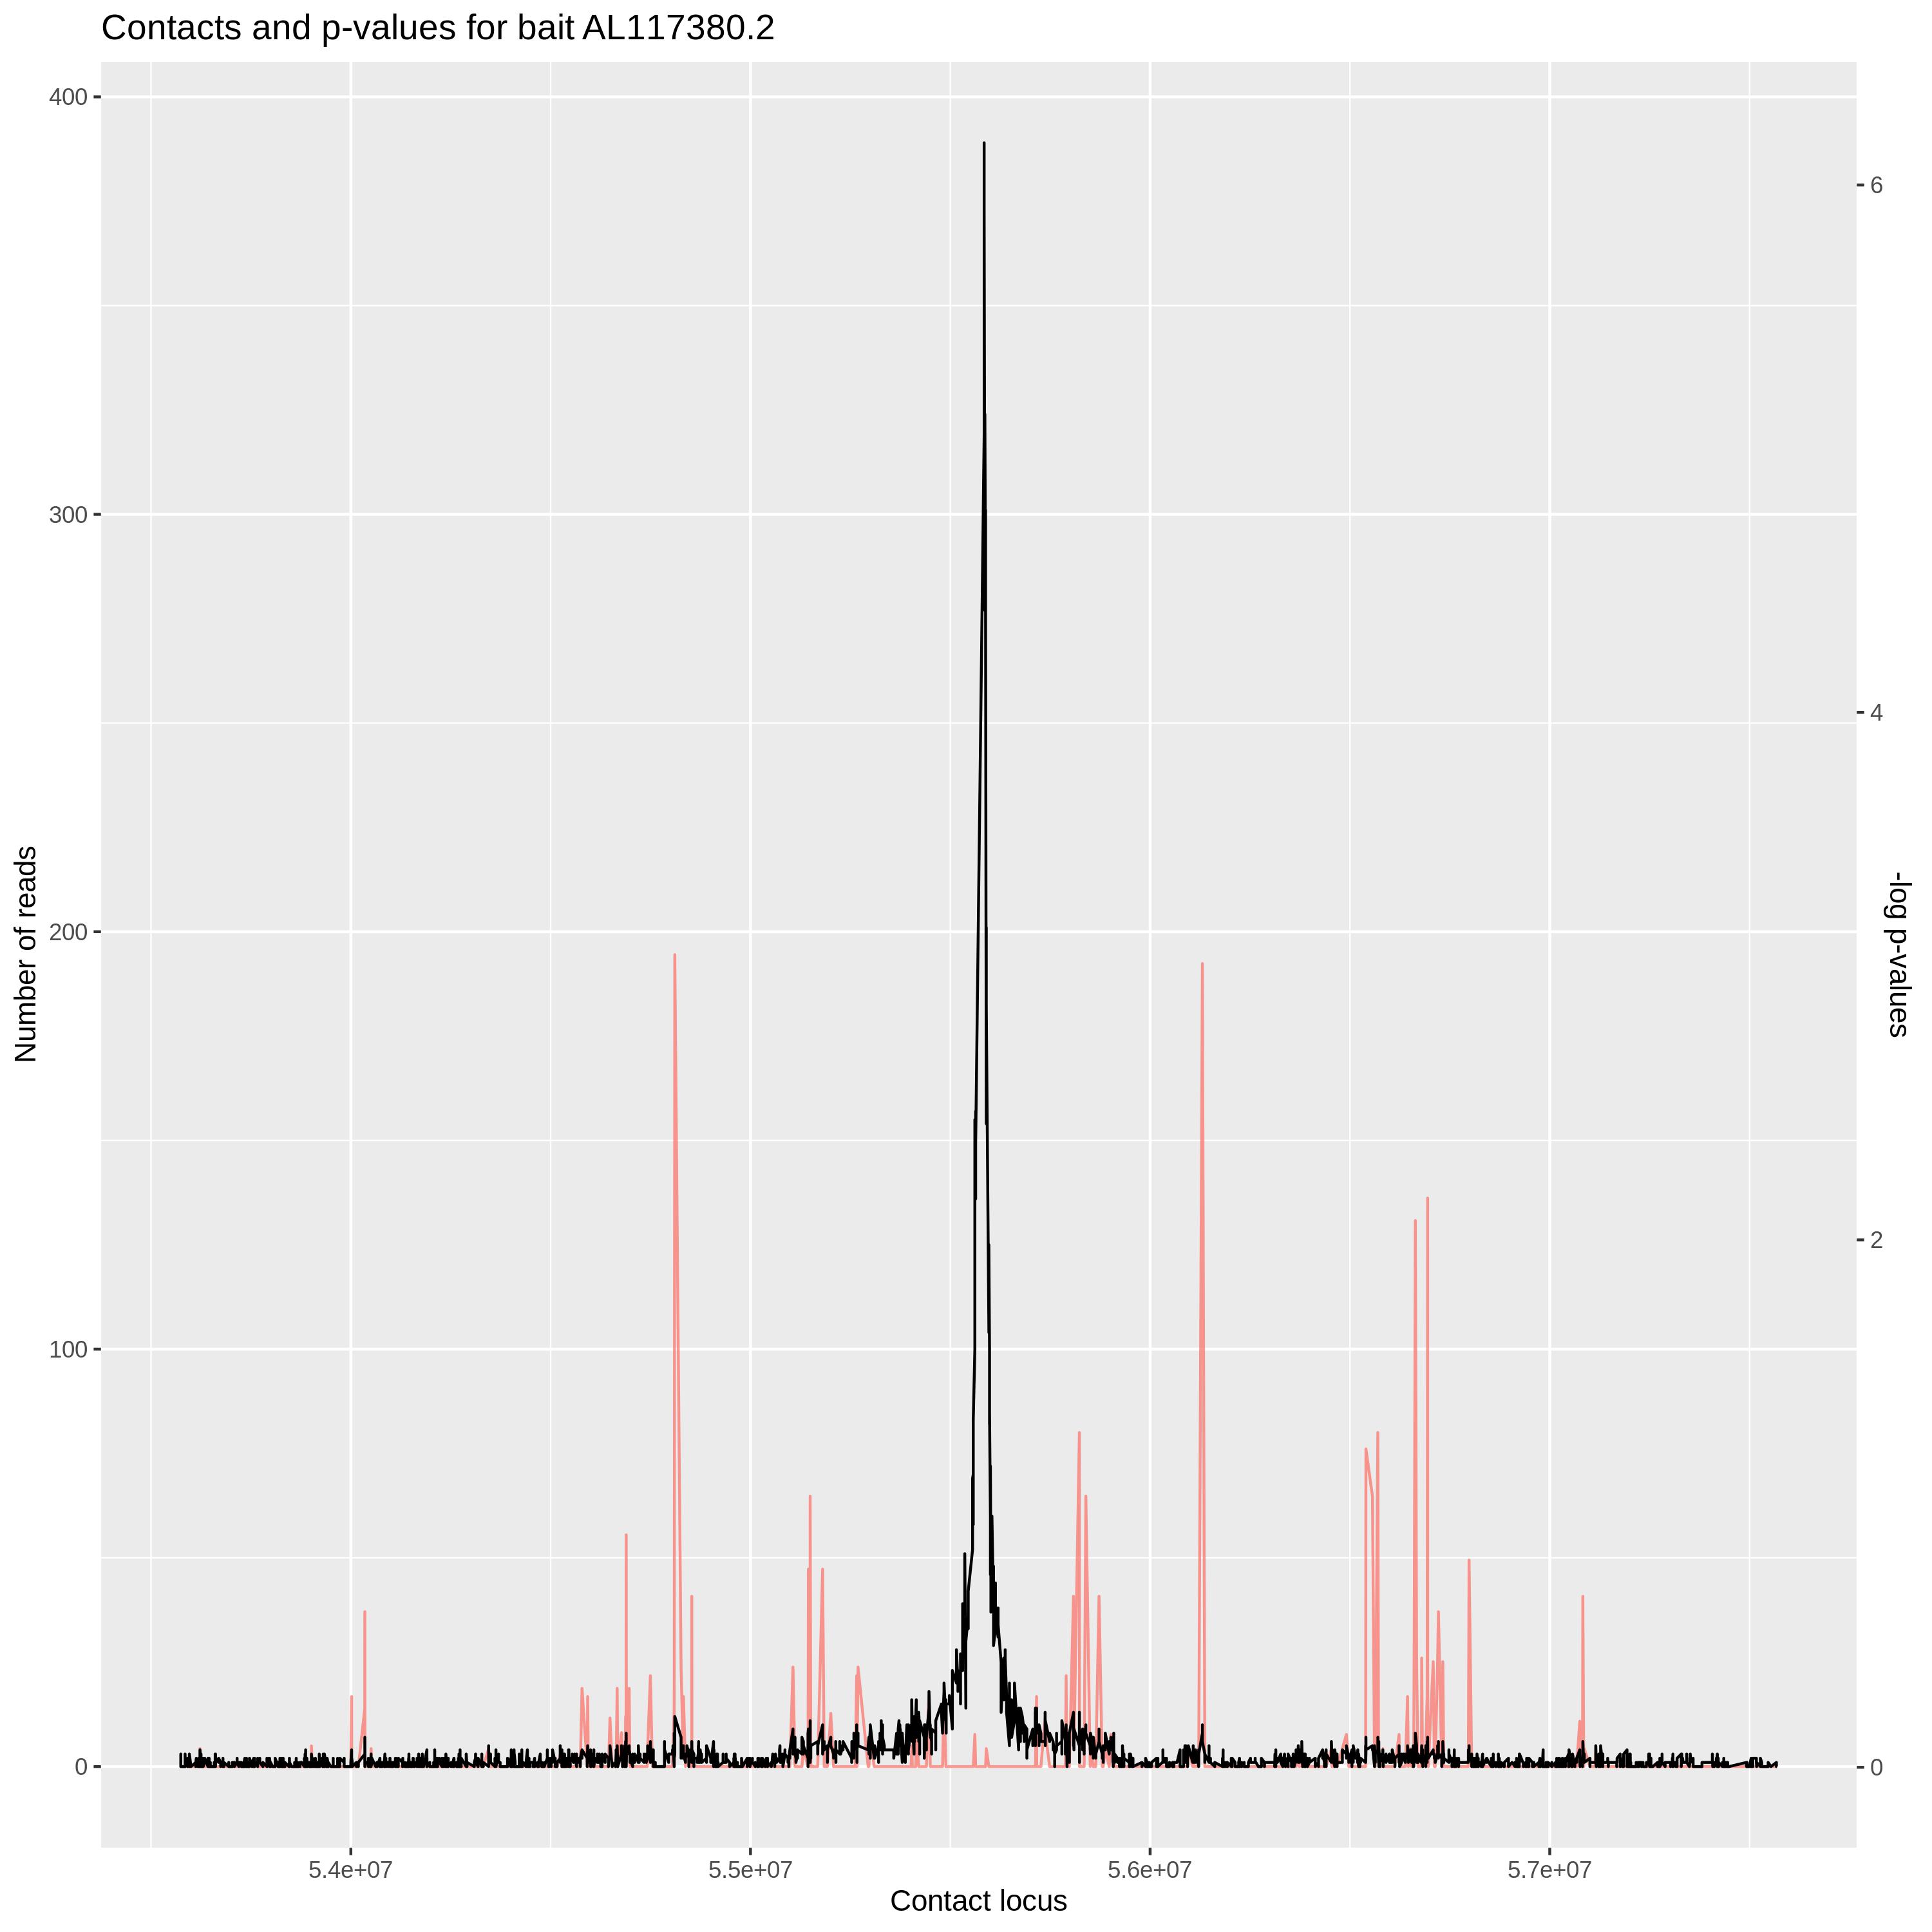 Contacts and p-values for bait AL117380.2
400
300
200
100
0
Number of reads
6
4
2
0
-log p-values
5.4e+07
5.5e+07
5.6e+07
5.7e+07
Contact locus